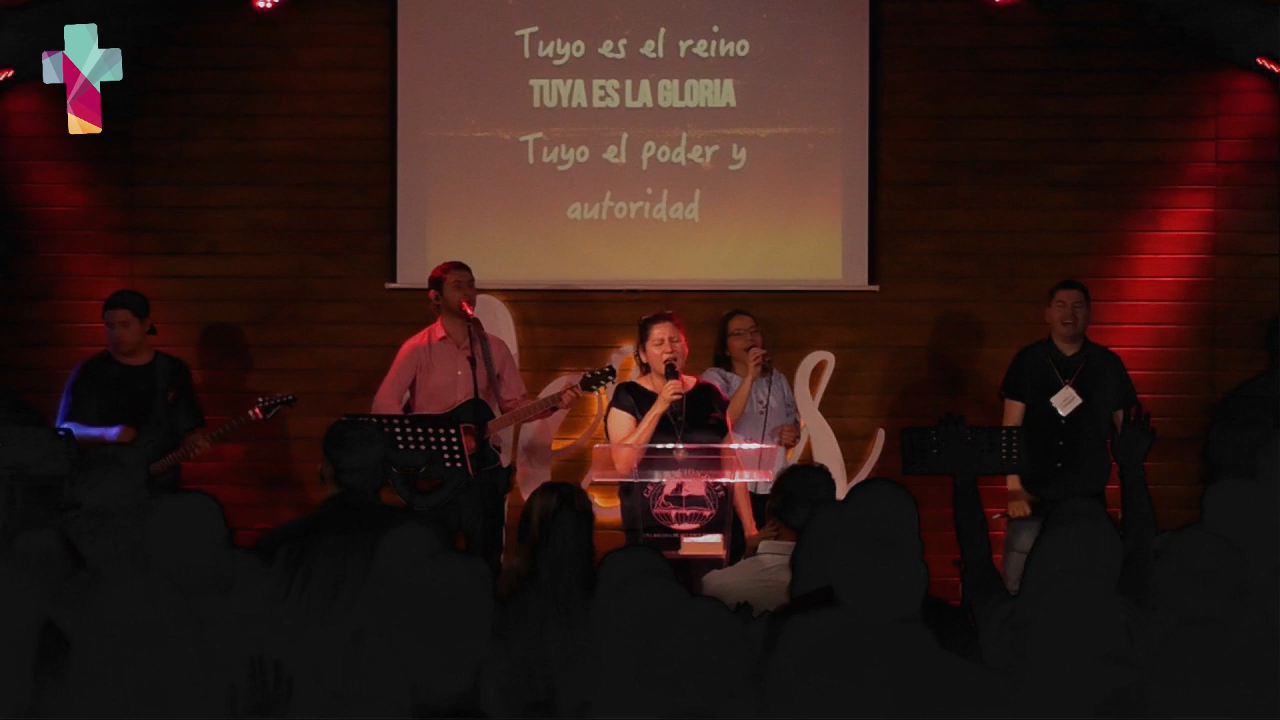 Tuyo es el reino
TUYA ES LA GLORIA
Tuyo el poder y
autoridad